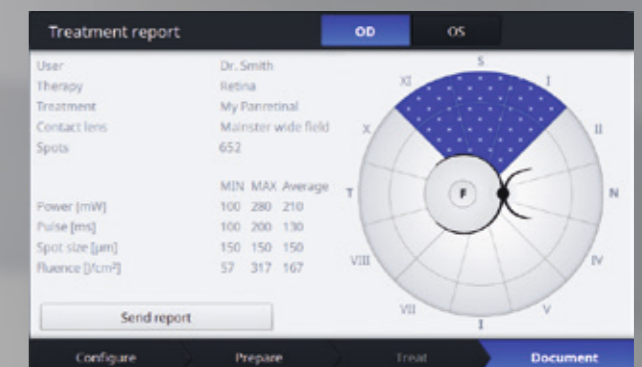 Treatment report
OD
OS
User Dr. Smith
Therapy Retina
Treatment My Panretinal
Contact lens Mainster wide field
Spots 652
MIN MAX Average
Power [mW] 100 280 210
Pulse [ms] 100 200 130
Spot size [µm] 150 150 150
Fluence [J/cm²] 57 317 167
Send report
S
XI
I
X
II
T
F
N
VIII
IV
VII
V
I
Configure
Prepare
Treat
Document